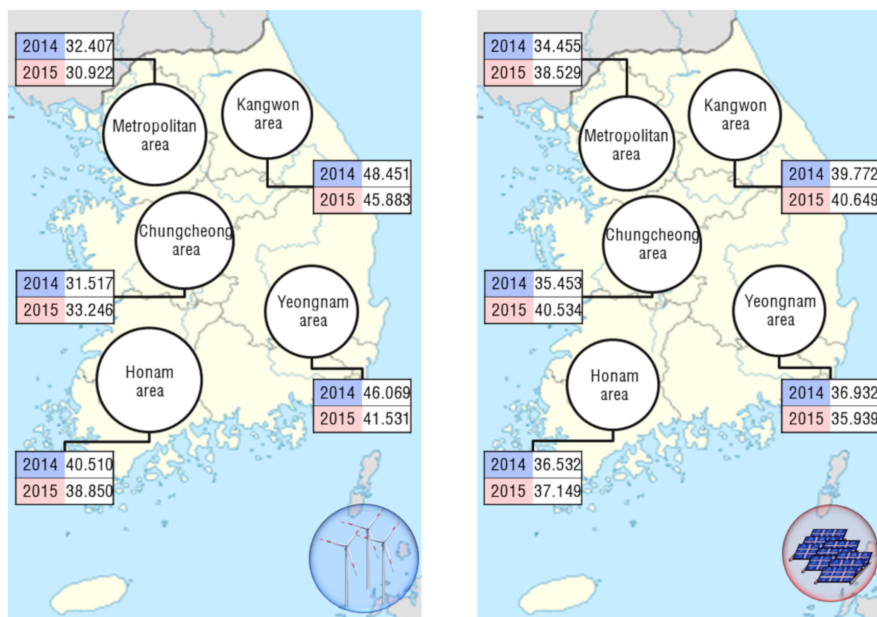 2014 32.407
2015 30.922
Metropolitan
area
Kangwon
area
2014 48.451
2015 45.883
Chungcheong
area
2014 31.517
2015 33.246
Yeongnam
area
2014 46.069
2015 41.531
Honam
area
2014 40.510
2015 38.850
2014 34.455
2015 38.529
Metropolitan
area
Kangwon
area
2014 39.772
2015 40.649
Chungcheong
area
2014 35.453
2015 40.534
Yeongnam
area
2014 36.932
2015 35.939
Honam
area
2014 36.532
2015 37.149